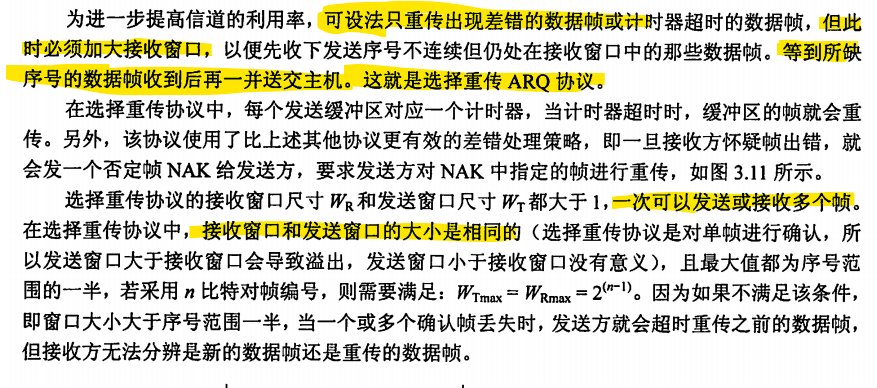 为进一步提高信道的利用率，可设法只重传出现差错的数据帧或计时器超时的数据帧，但此
时必须加大接收窗口，以便先收下发送序号不连续但仍处在接收窗口中的那些数据帧。等到所缺
序号的数据帧收到后再一并送交主机。这就是选择重传 ARQ 协议。
在选择重传协议中，每个发送缓冲区对应一个计时器，当计时器超时时，缓冲区的帧就会重
传。另外，该协议使用了比上述其他协议更有效的差错处理策略，即一旦接收方怀疑帧出错，就
会发一个否定帧 NAK 给发送方，要求发送方对 NAK 中指定的帧进行重传，如图 3.11 所示。
选择重传协议的接收窗口尺寸 W_R 和发送窗口尺寸 W_T 都大于 1，一次可以发送或接收多个帧。
在选择重传协议中，接收窗口和发送窗口的大小是相同的（选择重传协议是对单帧进行确认，所
以发送窗口大于接收窗口会导致溢出，发送窗口小于接收窗口没有意义），且最大值都为序号范
围的一半，若采用 n 比特对帧编号，则需要满足：W_Tmax = W_Rmax = 2^(n−1)。因为如果不满足该条件，
即窗口大小大于序号范围一半，当一个或多个确认帧丢失时，发送方就会超时重传之前的数据帧，
但接收方无法分辨是新的数据帧还是重传的数据帧。